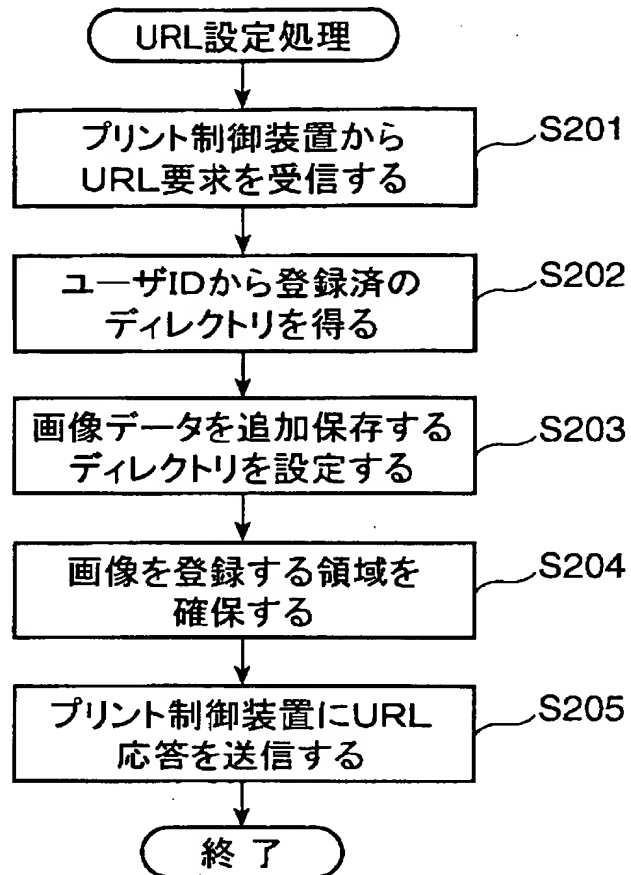 URL設定処理
プリント制御装置から
URL要求を受信する
S201
ユーザIDから登録済の
ディレクトリを得る
S202
画像データを追加保存する
ディレクトリを設定する
S203
画像を登録する領域を
確保する
S204
プリント制御装置にURL
応答を送信する
S205
終了